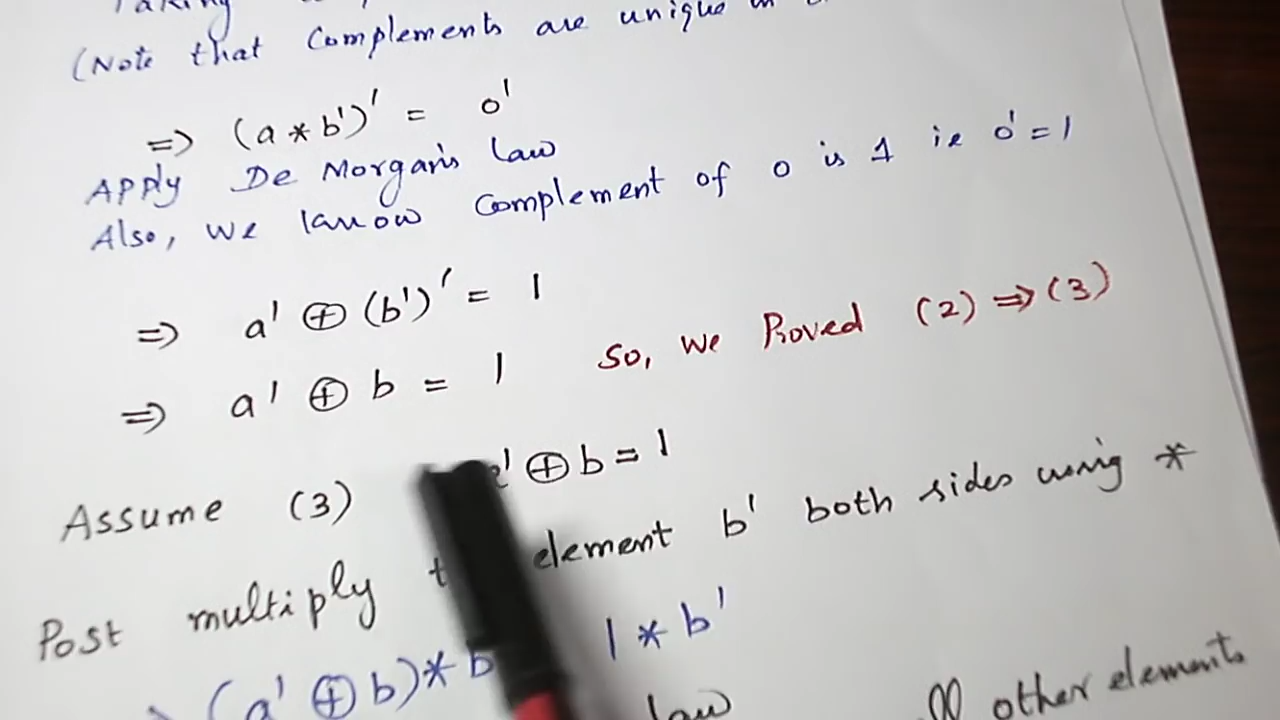 Taking
(Note that Complements are unique in
=> (a * b')' = 0'
Apply De Morgan's law
Also, we know Complement of 0 is 1 ie 0' = 1
=> a' ⊕ (b')' = 1
=> a' ⊕ b = 1 So, we Proved (2) => (3)
Assume (3) a' ⊕ b = 1
Post multiply element b' both sides using *
(a' ⊕ b) * b 1 * b'
law other elements